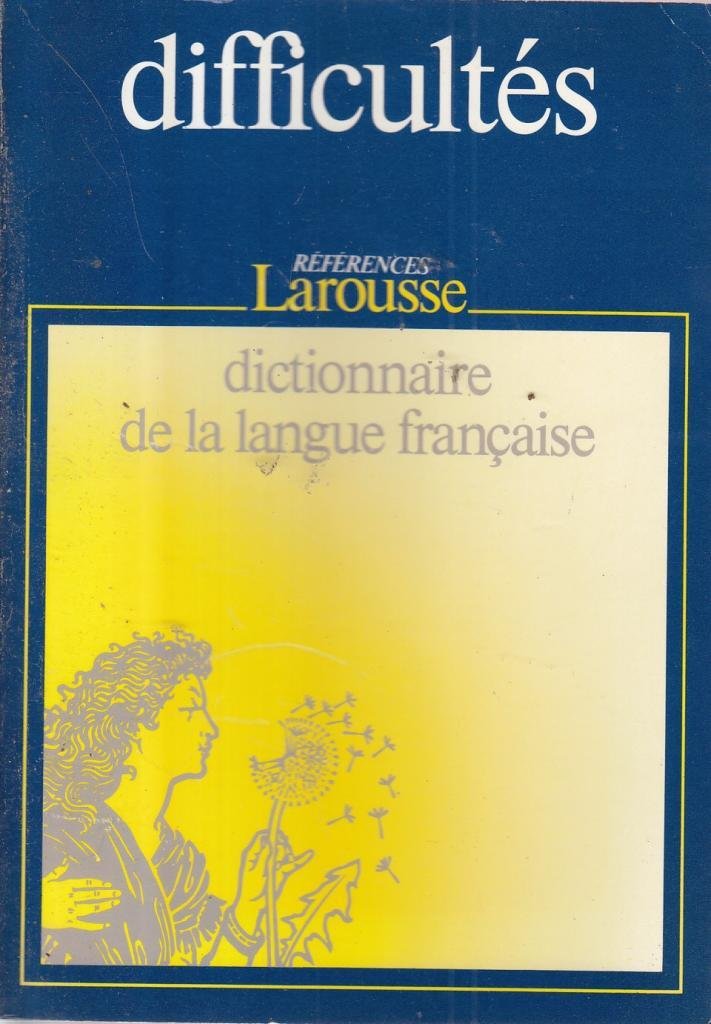 difficultés
RÉFÉRENCES
Larousse
dictionnaire
de la langue française